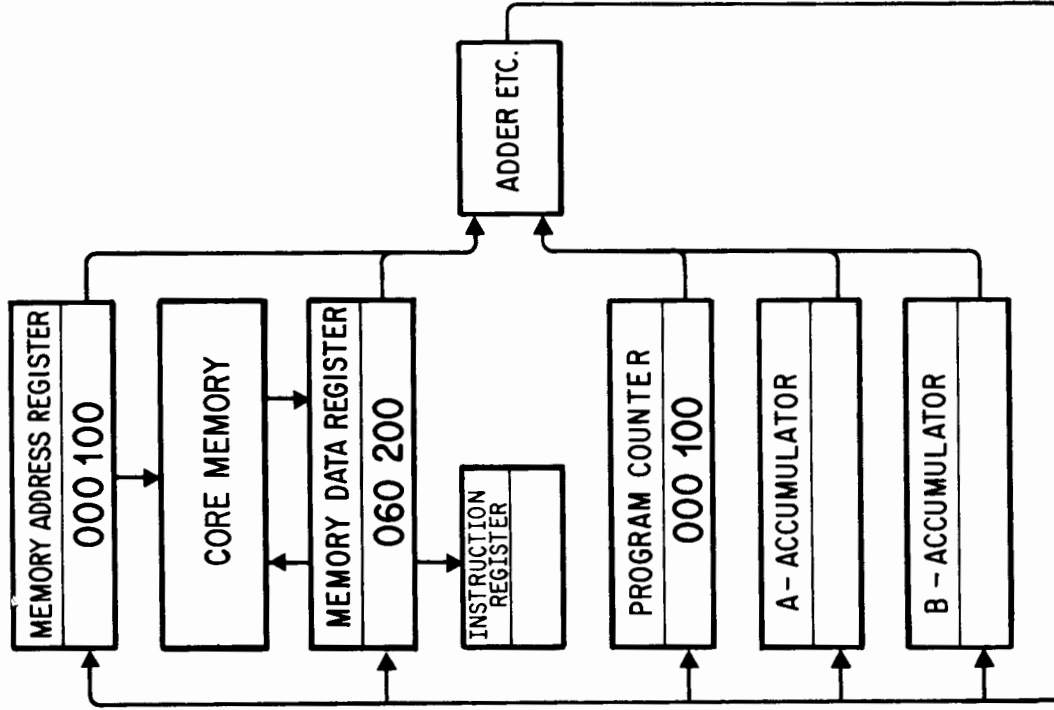 MEMORY ADDRESS REGISTER
000 100
CORE MEMORY
MEMORY DATA REGISTER
060 200
INSTRUCTION
REGISTER
PROGRAM COUNTER
000 100
A-ACCUMULATOR
B-ACCUMULATOR
ADDER ETC.